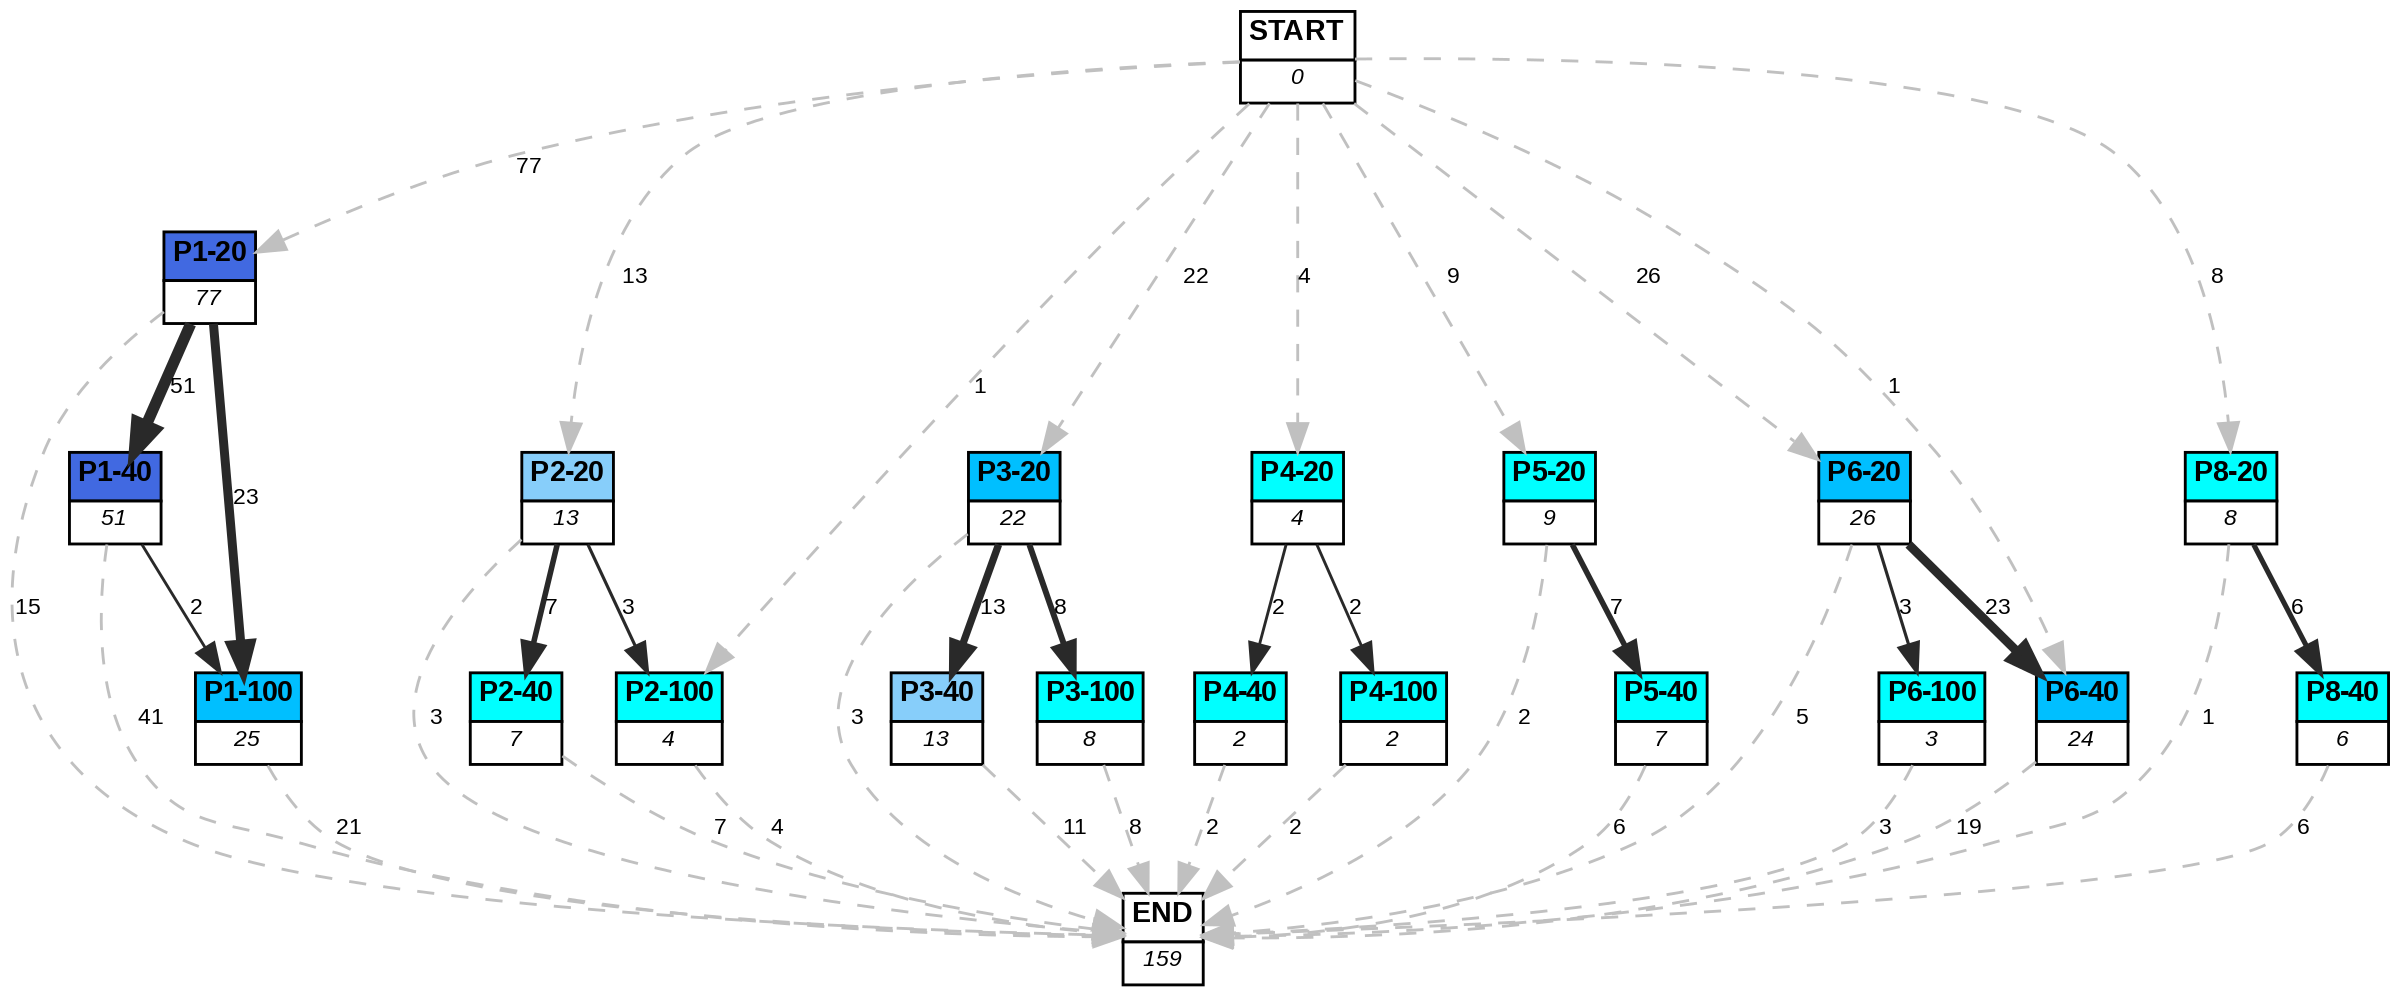 START
0
77
P1-20
77
13
22
4
9
26
8
51
1
1
P1-40
51
23
P2-20
13
P3-20
22
P4-20
4
P5-20
9
P6-20
26
P8-20
8
15
2
7
3
13
8
2
2
7
3
23
6
P1-100
25
P2-40
7
P2-100
4
P3-40
13
P3-100
8
P4-40
2
P4-100
2
P5-40
7
P6-100
3
P6-40
24
P8-40
6
41
3
3
2
5
1
21
7
4
11
8
2
2
6
3
19
6
END
159